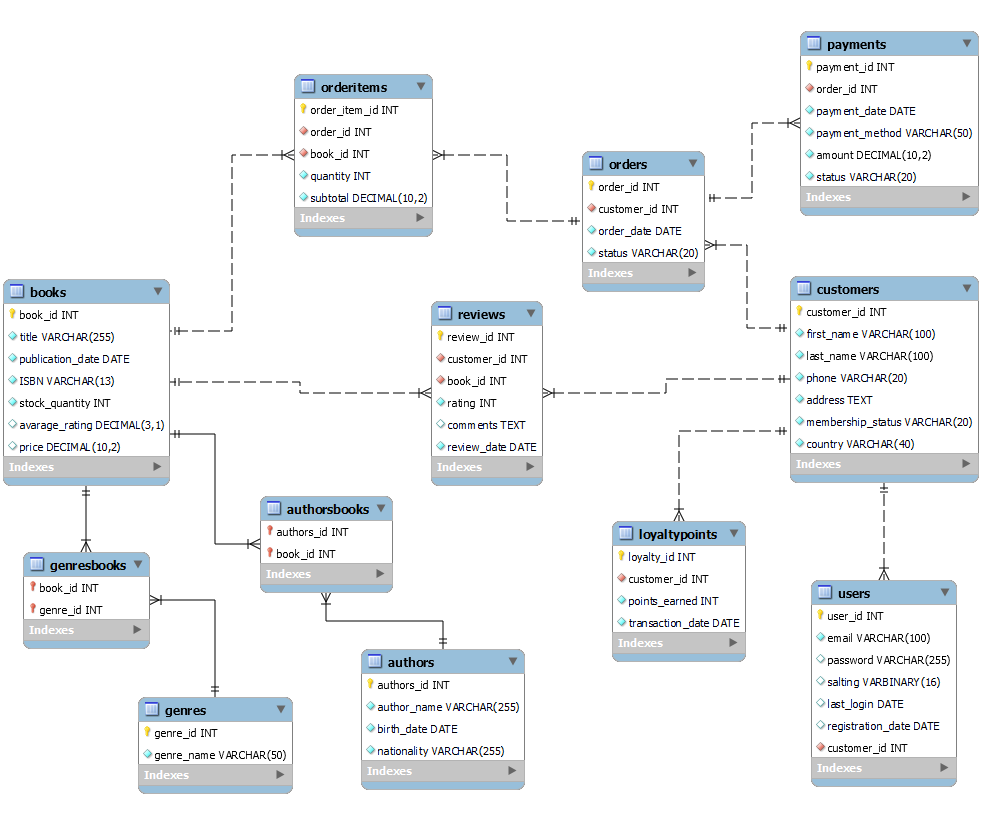 payments
payment_id INT
order_id INT
payment_date DATE
payment_method VARCHAR(50)
amount DECIMAL(10,2)
status VARCHAR(20)
Indexes
orderitems
order_item_id INT
order_id INT
book_id INT
quantity INT
subtotal DECIMAL(10,2)
Indexes
orders
order_id INT
customer_id INT
order_date DATE
status VARCHAR(20)
Indexes
books
book_id INT
title VARCHAR(255)
publication_date DATE
ISBN VARCHAR(13)
stock_quantity INT
avarage_rating DECIMAL(3,1)
price DECIMAL(10,2)
Indexes
reviews
review_id INT
customer_id INT
book_id INT
rating INT
comments TEXT
review_date DATE
Indexes
customers
customer_id INT
first_name VARCHAR(100)
last_name VARCHAR(100)
phone VARCHAR(20)
address TEXT
membership_status VARCHAR(20)
country VARCHAR(40)
Indexes
authorsbooks
authors_id INT
book_id INT
Indexes
genresbooks
book_id INT
genre_id INT
Indexes
loyaltypoints
loyalty_id INT
customer_id INT
points_earned INT
transaction_date DATE
Indexes
users
user_id INT
email VARCHAR(100)
password VARCHAR(255)
salting VARBINARY(16)
last_login DATE
registration_date DATE
customer_id INT
Indexes
authors
authors_id INT
author_name VARCHAR(255)
birth_date DATE
nationality VARCHAR(255)
Indexes
genres
genre_id INT
genre_name VARCHAR(50)
Indexes